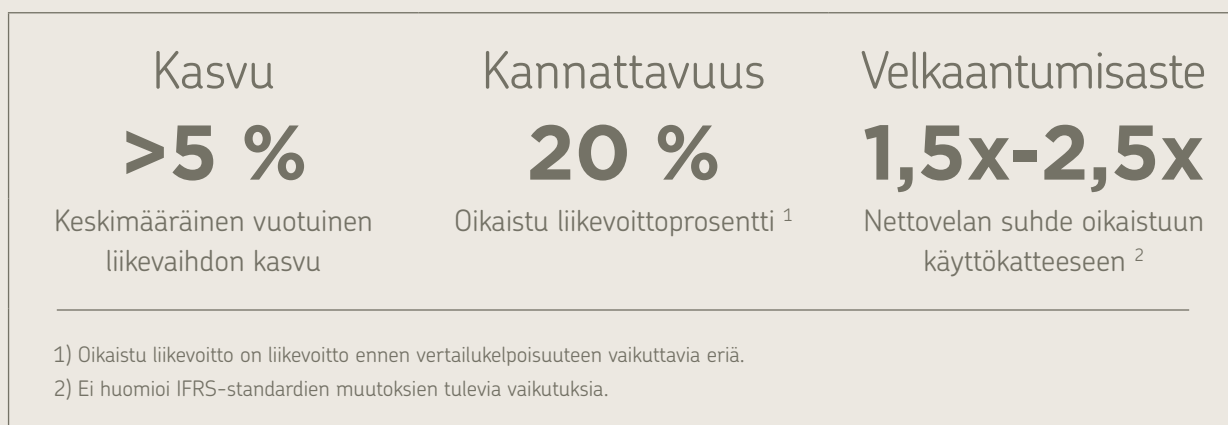 Kasvu
>5 %
Keskimääräinen vuotuinen
liikevaihdon kasvu
Kannattavuus
20 %
Oikaistu liikevoittoprosentti ¹
Velkaantumisaste
1,5x-2,5x
Nettovelan suhde oikaistuun
käyttökatteeseen ²
1) Oikaistu liikevoitto on liikevoitto ennen vertailukelpoisuuteen vaikuttavia eriä.
2) Ei huomioi IFRS-standardien muutoksien tulevia vaikutuksia.